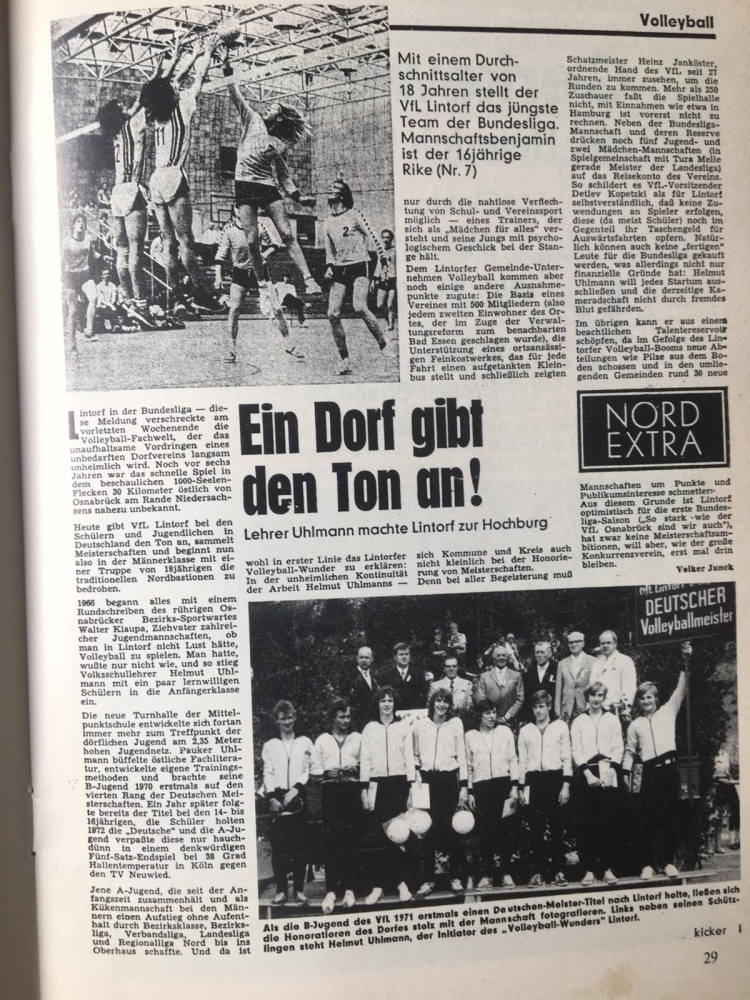 Volleyball
Mit einem Durch-
schnittsalter von
18 Jahren stellt der
VfL Lintorf das jüngste
Team der Bundesliga.
Mannschaftsbenjamin
ist der 16jährige
Rike (Nr. 7)
Ein Dorf gibt
den Ton an!
Lehrer Uhlmann machte Lintorf zur Hochburg
Lintorf in der Bundesliga — die-
se Meldung verschreckte am
vorletzten Wochenende die
Volleyball-Fachwelt, der das
unaufhaltsame Vordringen eines
unbedarften Dorfvereins langsam
unheimlich wird. Noch vor sechs
Jahren war das schnelle Spiel in
dem beschaulichen 1000-Seelen-
Flecken 30 Kilometer östlich von
Osnabrück am Rande Niedersach-
sens nahezu unbekannt.
Heute gibt VfL Lintorf bei den
Schülern und Jugendlichen in
Deutschland den Ton an, sammelt
Meisterschaften und beginnt nun
also in der Männerklasse mit ei-
ner Truppe von 18jährigen die
traditionellen Nordbastionen zu
bedrohen.
1966 begann alles mit einem
Rundschreiben des rührigen Os-
nabrücker Bezirks-Sportwartes
Walter Kiaupa, Ziehvater zahlrei-
cher Jugendmannschaften, ob
man in Lintorf nicht Lust hätte,
Volleyball zu spielen. Man hatte,
wußte nur nicht wie, und so stieg
Volksschullehrer Helmut Uhl-
mann mit ein paar lernwilligen
Schülern in die Anfängerklasse
ein.
Die neue Turnhalle der Mittel-
punktschule entwickelte sich fortan
immer mehr zum Treffpunkt der
dörflichen Jugend am 2,35 Meter
hohen Jugendnetz. Pauker Uhl-
mann büffelte östliche Fachlitera-
tur, entwickelte eigene Trainings-
methoden und brachte seine
B-Jugend 1970 erstmals auf den
vierten Rang der Deutschen Mei-
sterschaften. Ein Jahr später folg-
te bereits der Titel bei den 14- bis
16jährigen, die Schüler holten
1972 die „Deutsche" und die A-Ju-
gend verpaßte diese nur hauch-
dünn in einem denkwürdigen
Fünf-Satz-Endspiel bei 38 Grad
Hallentemperatur in Köln gegen
den TV Neuwied.
Jene A-Jugend, die seit der An-
fangszeit zusammenhält und als
Kükenmannschaft bei den Män-
nern einen Aufstieg ohne Aufent-
halt durch Bezirksklasse, Bezirks-
liga, Verbandsliga, Landesliga
und Regionalliga Nord bis ins
Oberhaus schaffte. Und da ist
wohl in erster Linie das Lintorfer
Volleyball-Wunder zu erklären:
In der unheimlichen Kontinuität
der Arbeit Helmut Uhlmanns —
nur durch die nahtlose Verflech-
tung von Schul- und Vereinssport
möglich — eines Trainers, der
sich als „Mädchen für alles" ver-
steht und seine Jungs mit psycho-
logischem Geschick bei der Stan-
ge hält.
Dem Lintorfer Gemeinde-Unter-
nehmen Volleyball kommen aber
noch einige andere Ausnahme-
punkte zugute: Die Basis eines
Vereines mit 500 Mitgliedern (also
jedem zweiten Einwohner des Or-
tes, der im Zuge der Verwal-
tungsreform zum benachbarten
Bad Essen geschlagen wurde), die
Unterstützung eines ortsansässi-
gen Feinkostwerkes, das für jede
Fahrt einen aufgetankten Klein-
bus stellt und schließlich zeigten
sich Kommune und Kreis auch
nicht kleinlich bei der Honorie-
rung von Meisterschaften.
Denn bei aller Begeisterung muß
Schatzmeister Heinz Janköster,
ordnende Hand des VfL seit 27
Jahren, immer zusehen, um die
Runden zu kommen. Mehr als 250
Zuschauer faßt die Spielhalle
nicht, mit Einnahmen wie etwa in
Hamburg ist vorerst nicht zu
rechnen. Neben der Bundesliga-
Mannschaft und deren Reserve
drücken noch fünf Jugend- und
zwei Mädchen-Mannschaften (in
Spielgemeinschaft mit Tura Melle
gerade Meister der Landesliga)
auf das Reisekonto des Vereins.
So schildert es VfL-Vorsitzender
Detlev Kopetzki als für Lintorf
selbstverständlich, daß keine Zu-
wendungen an Spieler erfolgen,
diese (da meist Schüler) noch im
Gegenteil ihr Taschengeld für
Auswärtsfahrten opfern. Natür-
lich können auch keine „fertigen"
Leute für die Bundesliga gekauft
werden, was allerdings nicht nur
finanzielle Gründe hat: Helmut
Uhlmann will jedes Startum aus-
schließen und die derzeitige Ka-
meradschaft nicht durch fremdes
Blut gefährden.
Im übrigen kann er aus einem
beachtlichen Talentereservoir
schöpfen, da im Gefolge des Lin-
torfer Volleyball-Booms neue Ab-
teilungen wie Pilze aus dem Bo-
den schossen und in den umlie-
genden Gemeinden rund 30 neue
NORD
EXTRA
Mannschaften um Punkte und
Publikumsinteresse schmettern.
Aus diesem Grunde ist Lintorf
optimistisch für die erste Bundes-
liga-Saison („So stark wie der
VfL Osnabrück sind wir auch"),
hat zwar keine Meisterschaftsam-
bitionen, will aber, wie der große
Konkurrenzverein, erst mal drin
bleiben.
Volker Junck
VfL Lintorf
DEUTSCHER
Volleyballmeister
Als die B-Jugend des VfL 1971 erstmals einen Deutschen-Meister-Titel nach Lintorf holte, ließen sich
die Honoratioren des Dorfes stolz mit der Mannschaft fotografieren. Links neben seinen Schütz-
lingen steht Helmut Uhlmann, der Initiator des „Volleyball-Wunders" Lintorf.
kicker
29